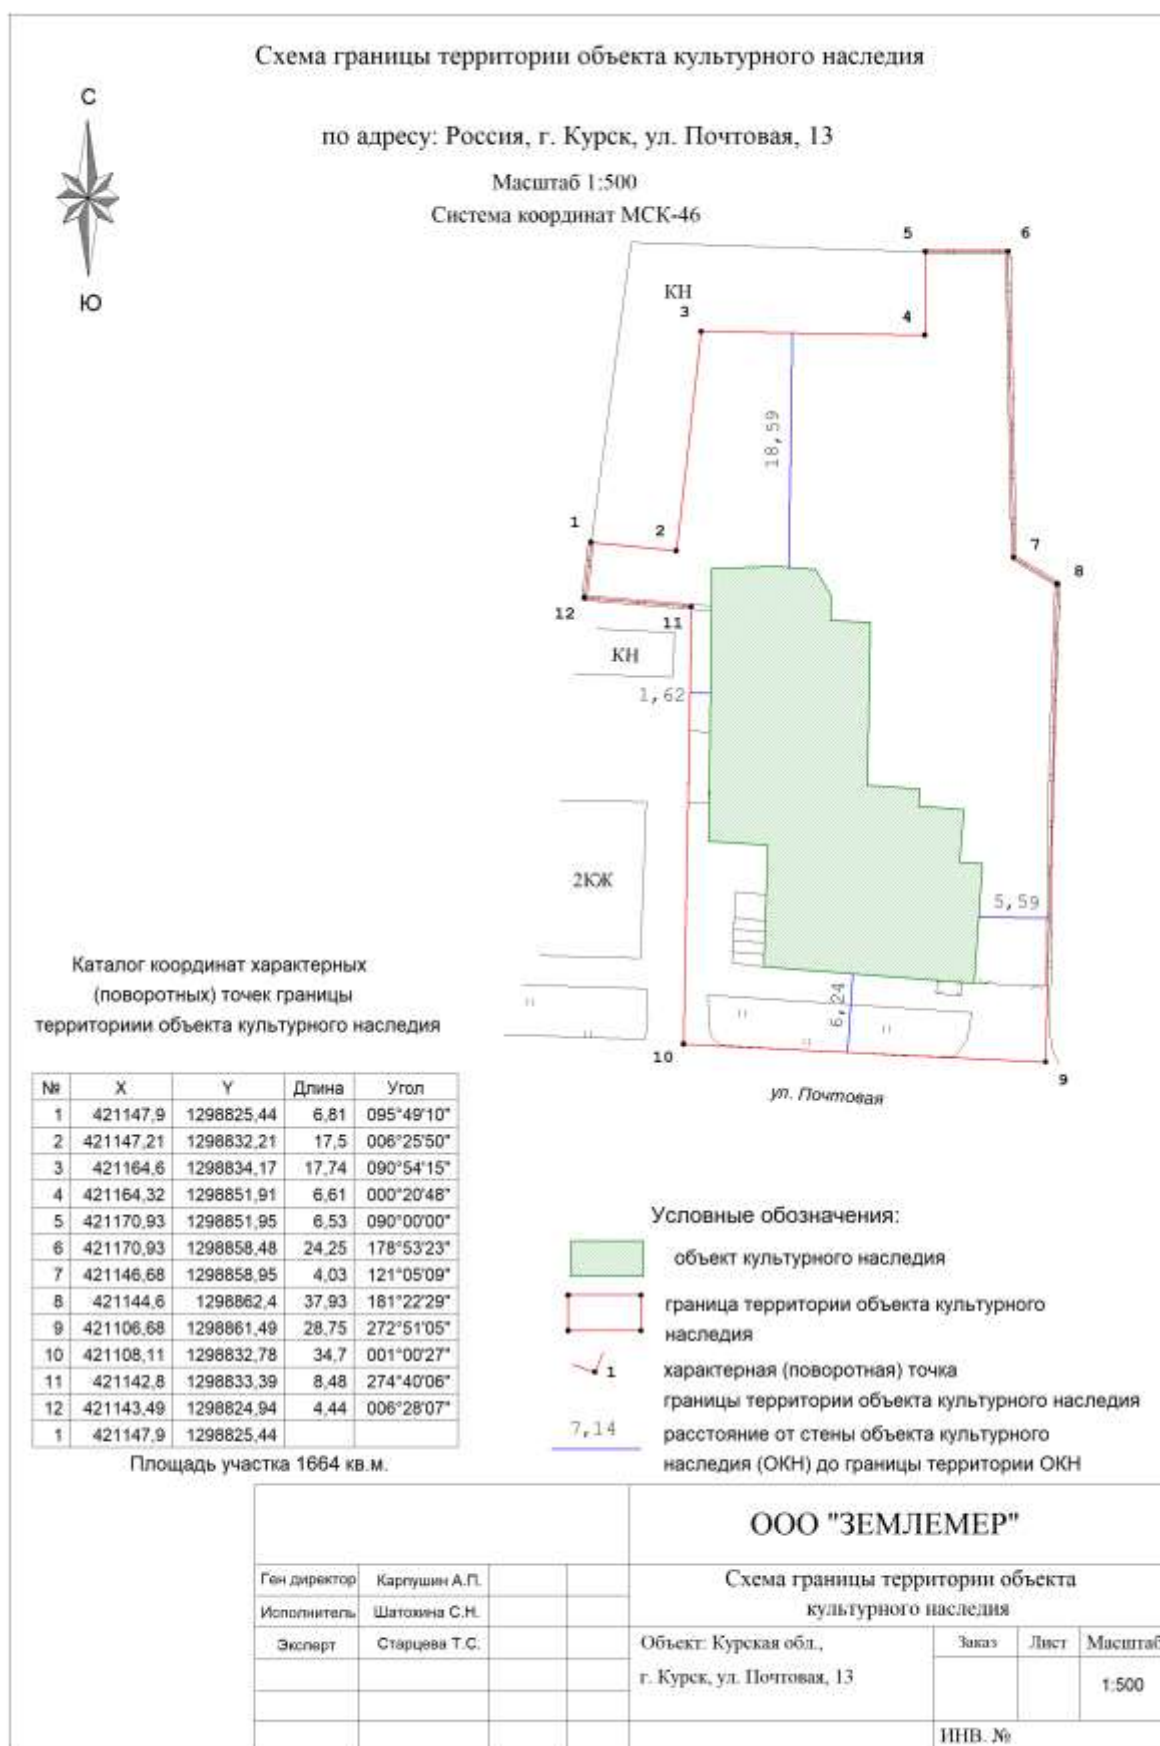 Схема границы территории объекта культурного наследия
С
по адресу: Россия, г. Курск, ул. Почтовая, 13
Масштаб 1:500
Система координат МСК-46
Ю
5
6
КН
3
4
18,59
1
2
7
8
12
11
КН
1,62
2КЖ
5,59
6,24
10
9
ул. Почтовая
Каталог координат характерных
(поворотных) точек границы
территориии объекта культурного наследия
№ X Y Длина Угол
1 421147,9 1298825,44 6,81 095°49'10"
2 421147,21 1298832,21 17,5 006°25'50"
3 421164,6 1298834,17 17,74 090°54'15"
4 421164,32 1298851,91 6,61 000°20'48"
5 421170,93 1298851,95 6,53 090°00'00"
6 421170,93 1298858,48 24,25 178°53'23"
7 421146,68 1298858,95 4,03 121°05'09"
8 421144,6 1298862,4 37,93 181°22'29"
9 421106,68 1298861,49 28,75 272°51'05"
10 421108,11 1298832,78 34,7 001°00'27"
11 421142,8 1298833,39 8,48 274°40'06"
12 421143,49 1298824,94 4,44 006°28'07"
1 421147,9 1298825,44
Площадь участка 1664 кв.м.
Условные обозначения:
объект культурного наследия
граница территории объекта культурного
наследия
1 характерная (поворотная) точка
границы территории объекта культурного наследия
7,14 расстояние от стены объекта культурного
наследия (ОКН) до границы территории ОКН
ООО "ЗЕМЛЕМЕР"
Ген директор Карпушин А.П.
Исполнитель Шатохина С.Н.
Эксперт Старцева Т.С.
Схема границы территории объекта
культурного наследия
Объект: Курская обл.,
г. Курск, ул. Почтовая, 13
Заказ Лист Масштаб
1:500
ИНВ. №